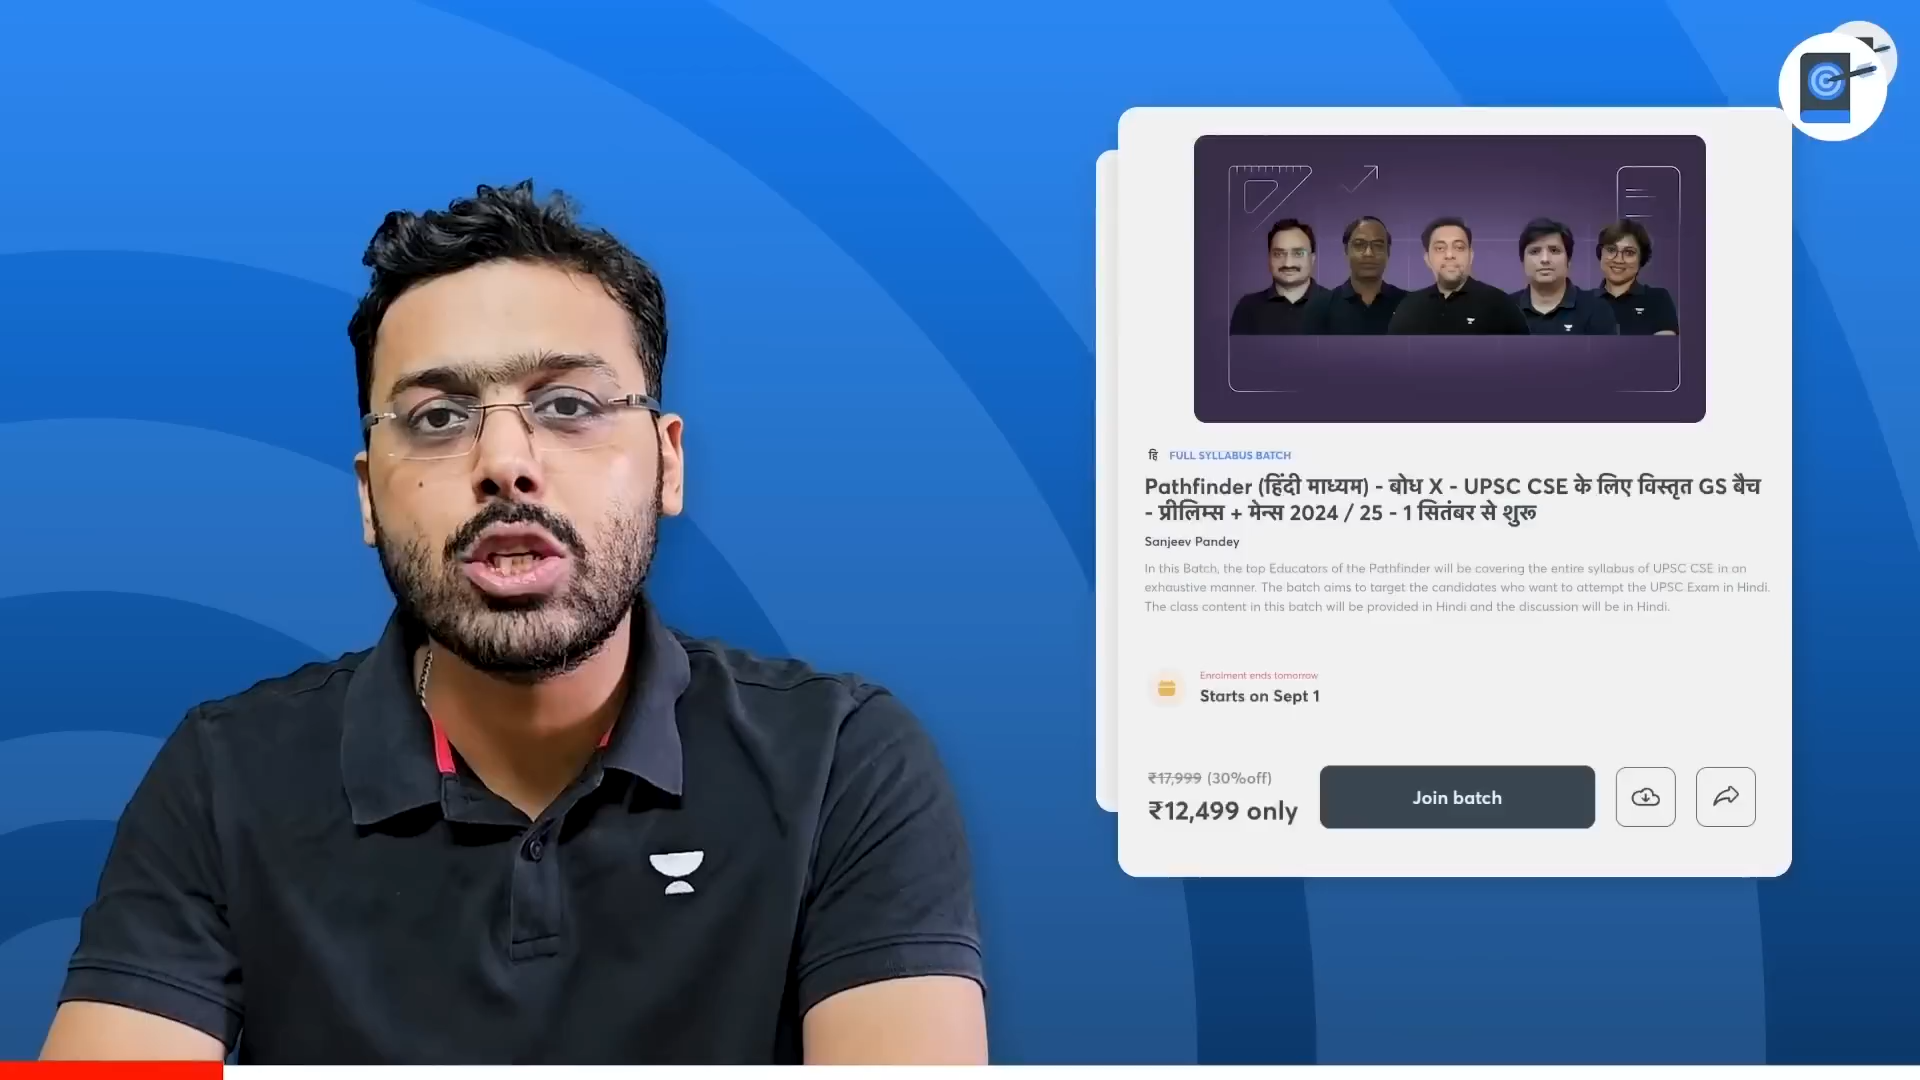 हि FULL SYLLABUS BATCH
Pathfinder (हिंदी माध्यम) - बोध X - UPSC CSE के लिए विस्तृत GS बैच
- प्रीलिम्स + मेन्स 2024 / 25 - 1 सितंबर से शुरू
Sanjeev Pandey
In this Batch, the top Educators of the Pathfinder will be covering the entire syllabus of UPSC CSE in an
exhaustive manner. The batch aims to target the candidates who want to attempt the UPSC Exam in Hindi.
The class content in this batch will be provided in Hindi and the discussion will be in Hindi.
Enrolment ends tomorrow
Starts on Sept 1
₹17,999 (30%off)
₹12,499 only
Join batch